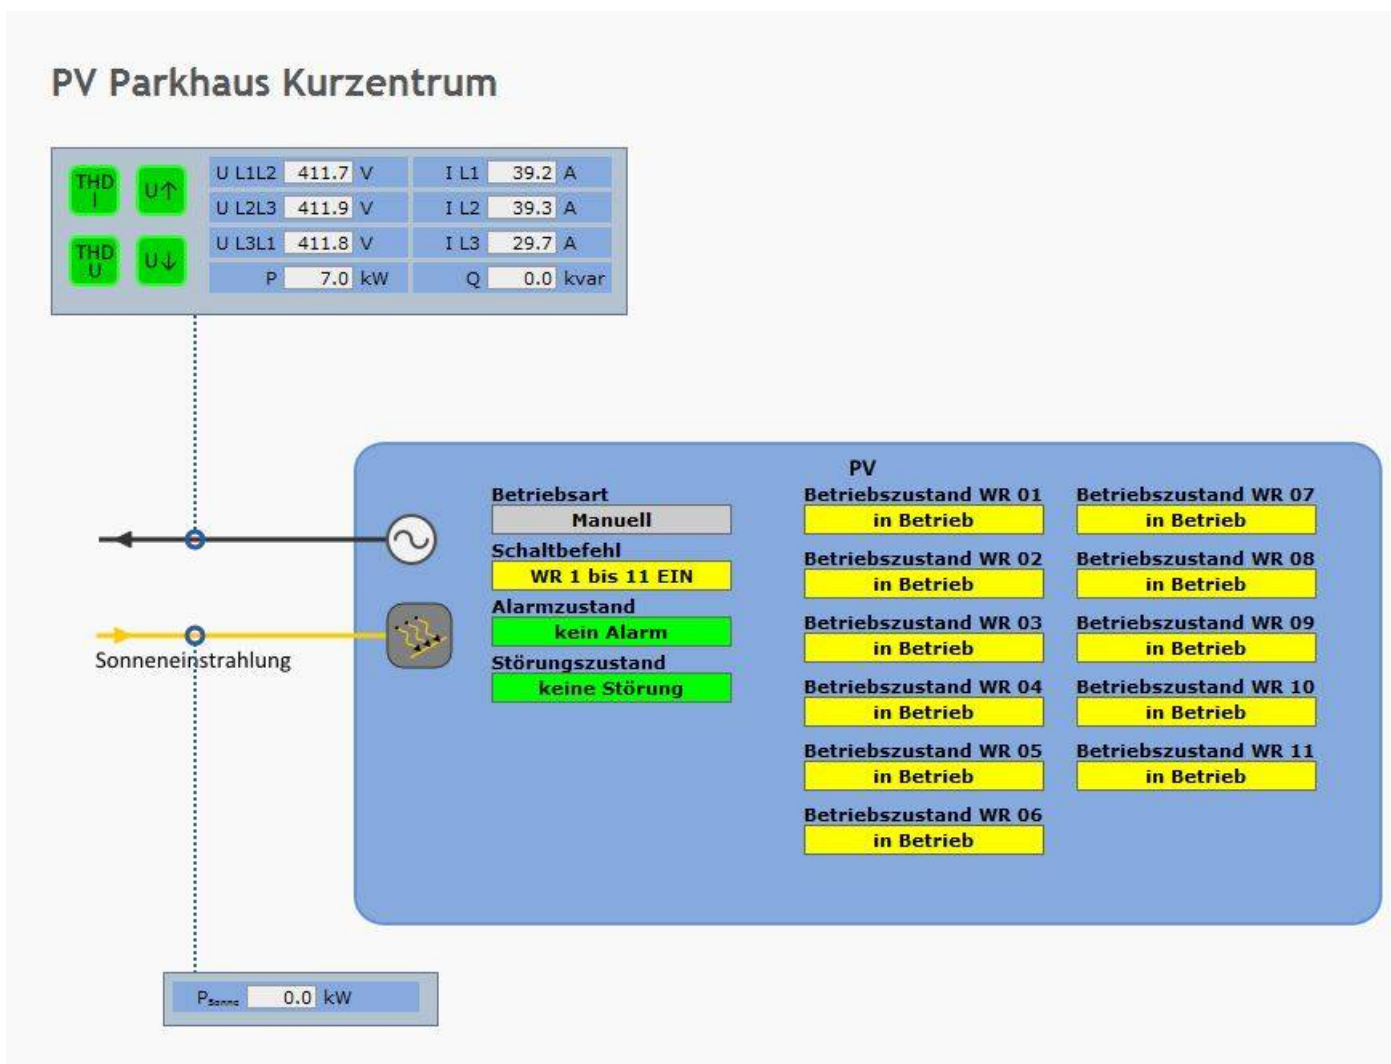 PV Parkhaus Kurzentrum
THD I
U↑
U L1L2 411.7 V
I L1 39.2 A
U L2L3 411.9 V
I L2 39.3 A
THD U
U↓
U L3L1 411.8 V
I L3 29.7 A
P 7.0 kW
Q 0.0 kvar
PV
Betriebsart
Manuell
Schaltbefehl
WR 1 bis 11 EIN
Alarmzustand
kein Alarm
Störungszustand
keine Störung
Betriebszustand WR 01
in Betrieb
Betriebszustand WR 02
in Betrieb
Betriebszustand WR 03
in Betrieb
Betriebszustand WR 04
in Betrieb
Betriebszustand WR 05
in Betrieb
Betriebszustand WR 06
in Betrieb
Betriebszustand WR 07
in Betrieb
Betriebszustand WR 08
in Betrieb
Betriebszustand WR 09
in Betrieb
Betriebszustand WR 10
in Betrieb
Betriebszustand WR 11
in Betrieb
Sonneneinstrahlung
PSonne 0.0 kW